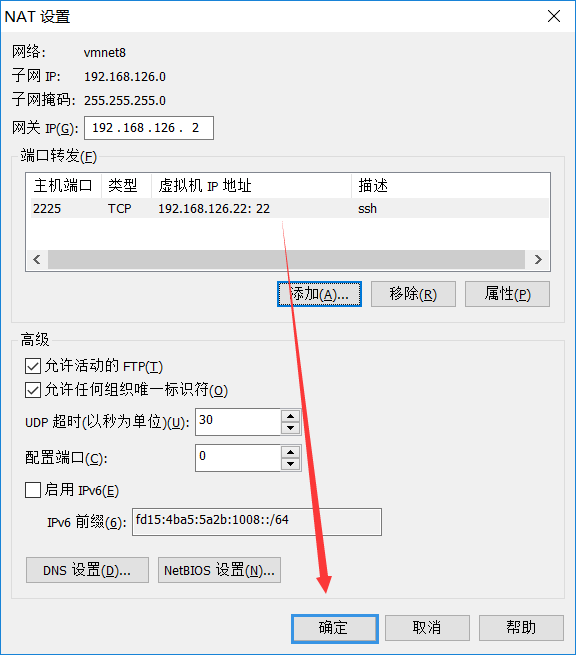 NAT 设置
网络: vmnet8
子网 IP: 192.168.126.0
子网掩码: 255.255.255.0
网关 IP(G): 192 . 168 . 126 . 2
端口转发(F)
主机端口 类型 虚拟机 IP 地址 描述
2225 TCP 192.168.126.22: 22 ssh
添加(A)... 移除(R) 属性(P)
高级
允许活动的 FTP(T)
允许任何组织唯一标识符(O)
UDP 超时(以秒为单位)(U): 30
配置端口(C): 0
启用 IPv6(E)
IPv6 前缀(6): fd15:4ba5:5a2b:1008::/64
DNS 设置(D)... NetBIOS 设置(N)...
确定 取消 帮助